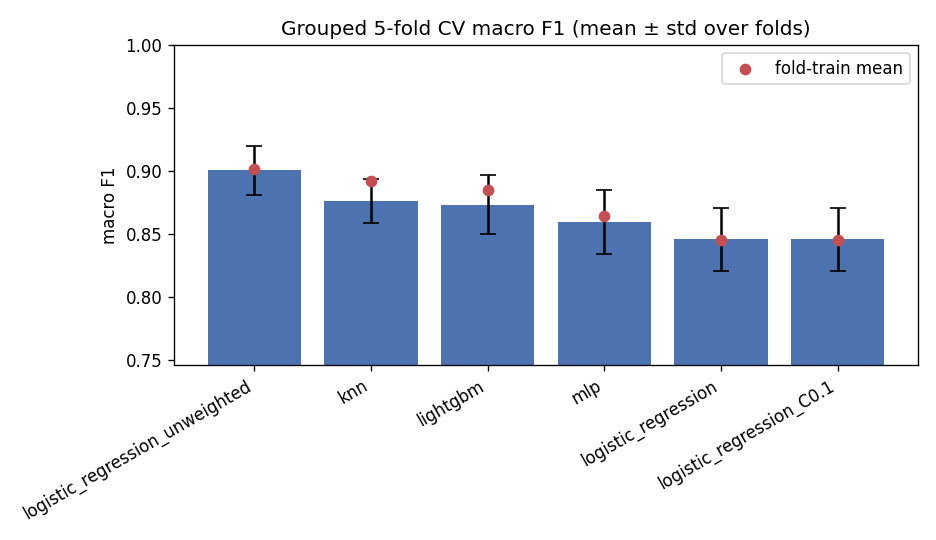 Grouped 5-fold CV macro F1 (mean ± std over folds)
fold-train mean
macro F1
1.00
0.95
0.90
0.85
0.80
0.75
logistic_regression_unweighted
knn
lightgbm
mlp
logistic_regression
logistic_regression_C0.1